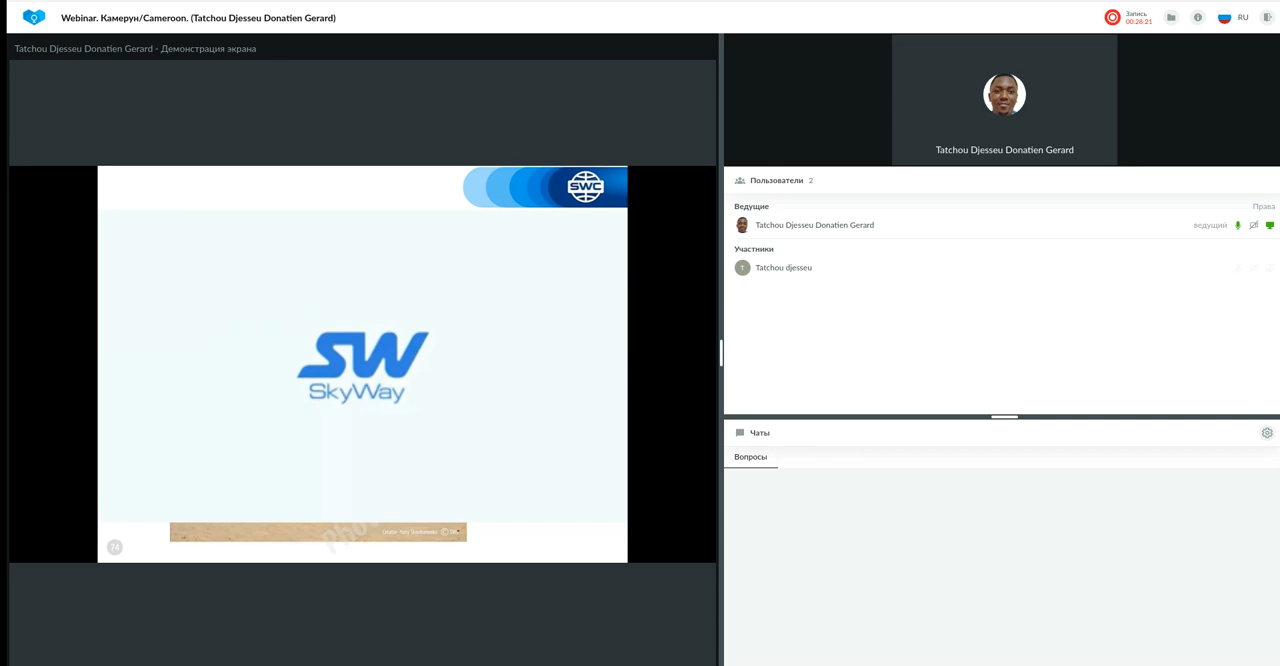 Webinar. Камерун/Cameroon. (Tatchou Djesseu Donatien Gerard)
Запись
00:28:21
RU
Tatchou Djesseu Donatien Gerard - Демонстрация экрана
SWC
SW
SkyWay
74
Tatchou Djesseu Donatien Gerard
Пользователи 2
Ведущие
Права
Tatchou Djesseu Donatien Gerard
ведущий
Участники
T
Tatchou djesseu
Чаты
Вопросы